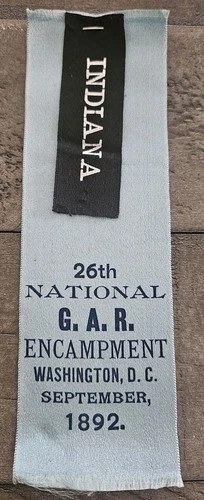 INDIANA
26th
NATIONAL
G. A. R.
ENCAMPMENT
WASHINGTON, D. C.
SEPTEMBER,
1892.